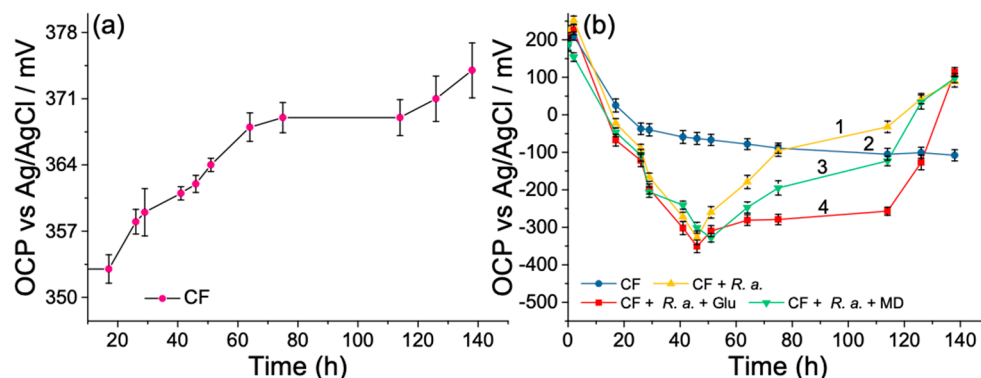 (a)
OCP vs Ag/AgCl / mV
378
371
364
357
350
CF
20 40 60 80 100 120 140
Time (h)
(b)
OCP vs Ag/AgCl / mV
200
100
0
-100
-200
-300
-400
-500
1
2
3
4
CF CF + R. a.
CF + R. a. + Glu CF + R. a. + MD
0 20 40 60 80 100 120 140
Time (h)